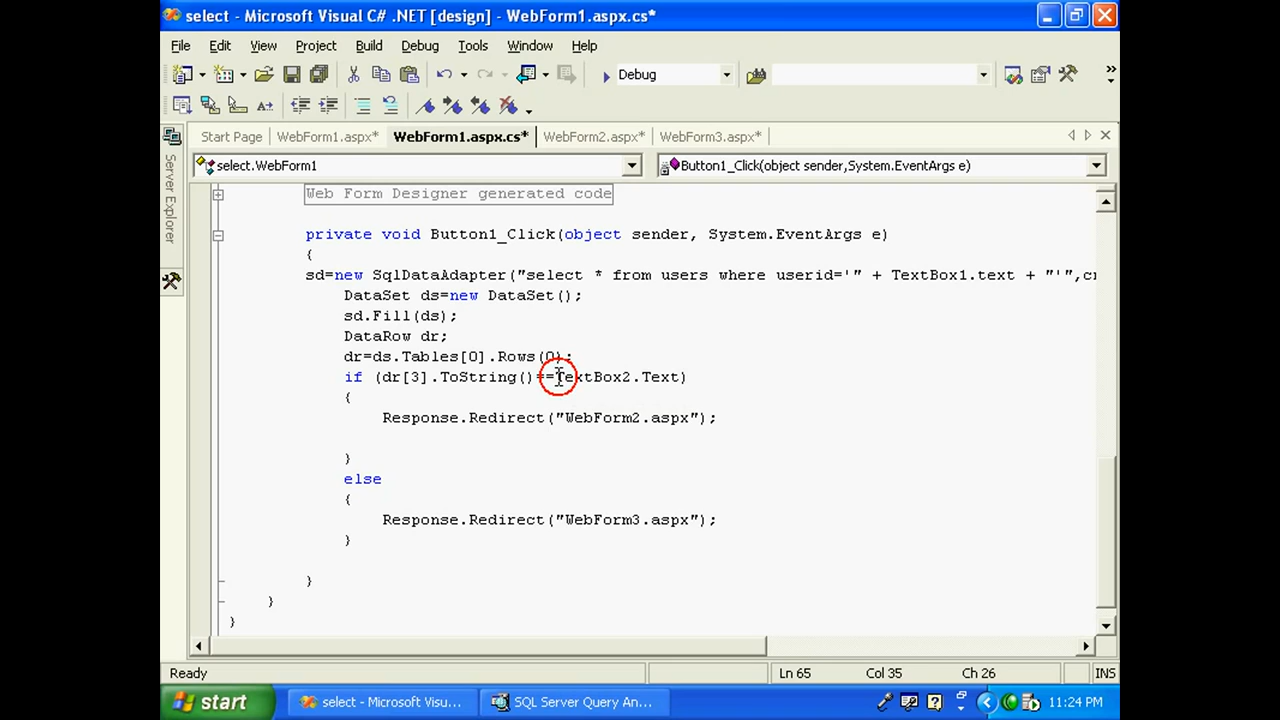 select - Microsoft Visual C# .NET [design] - WebForm1.aspx.cs*
File Edit View Project Build Debug Tools Window Help
Debug
Start Page WebForm1.aspx* WebForm1.aspx.cs* WebForm2.aspx* WebForm3.aspx*
select.WebForm1 Button1_Click(object sender,System.EventArgs e)
Server Explorer
Web Form Designer generated code
private void Button1_Click(object sender, System.EventArgs e)
{
sd=new SqlDataAdapter("select * from users where userid='" + TextBox1.text + "'",cn
DataSet ds=new DataSet();
sd.Fill(ds);
DataRow dr;
dr=ds.Tables[0].Rows(0);
if (dr[3].ToString()==TextBox2.Text)
{
Response.Redirect("WebForm2.aspx");
}
else
{
Response.Redirect("WebForm3.aspx");
}
}
}
}
Ready Ln 65 Col 35 Ch 26 INS
start select - Microsoft Visu... SQL Server Query An... 11:24 PM